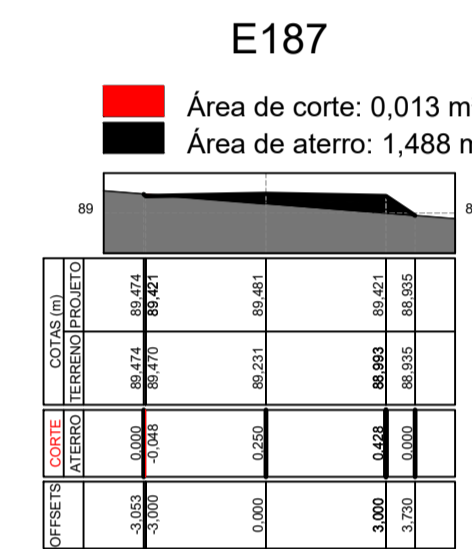 E187
Área de corte: 0,013 m
Área de aterro: 1,488 m
89
8
COTAS (m)
PROJETO 89,474 89,421 89,481 89,421 88,935
TERRENO 89,474 89,470 89,231 88,993 88,935
CORTE
ATERRO 0,000 -0,048 0,250 0,428 0,000
OFFSETS -3,053 -3,000 0,000 3,000 3,730